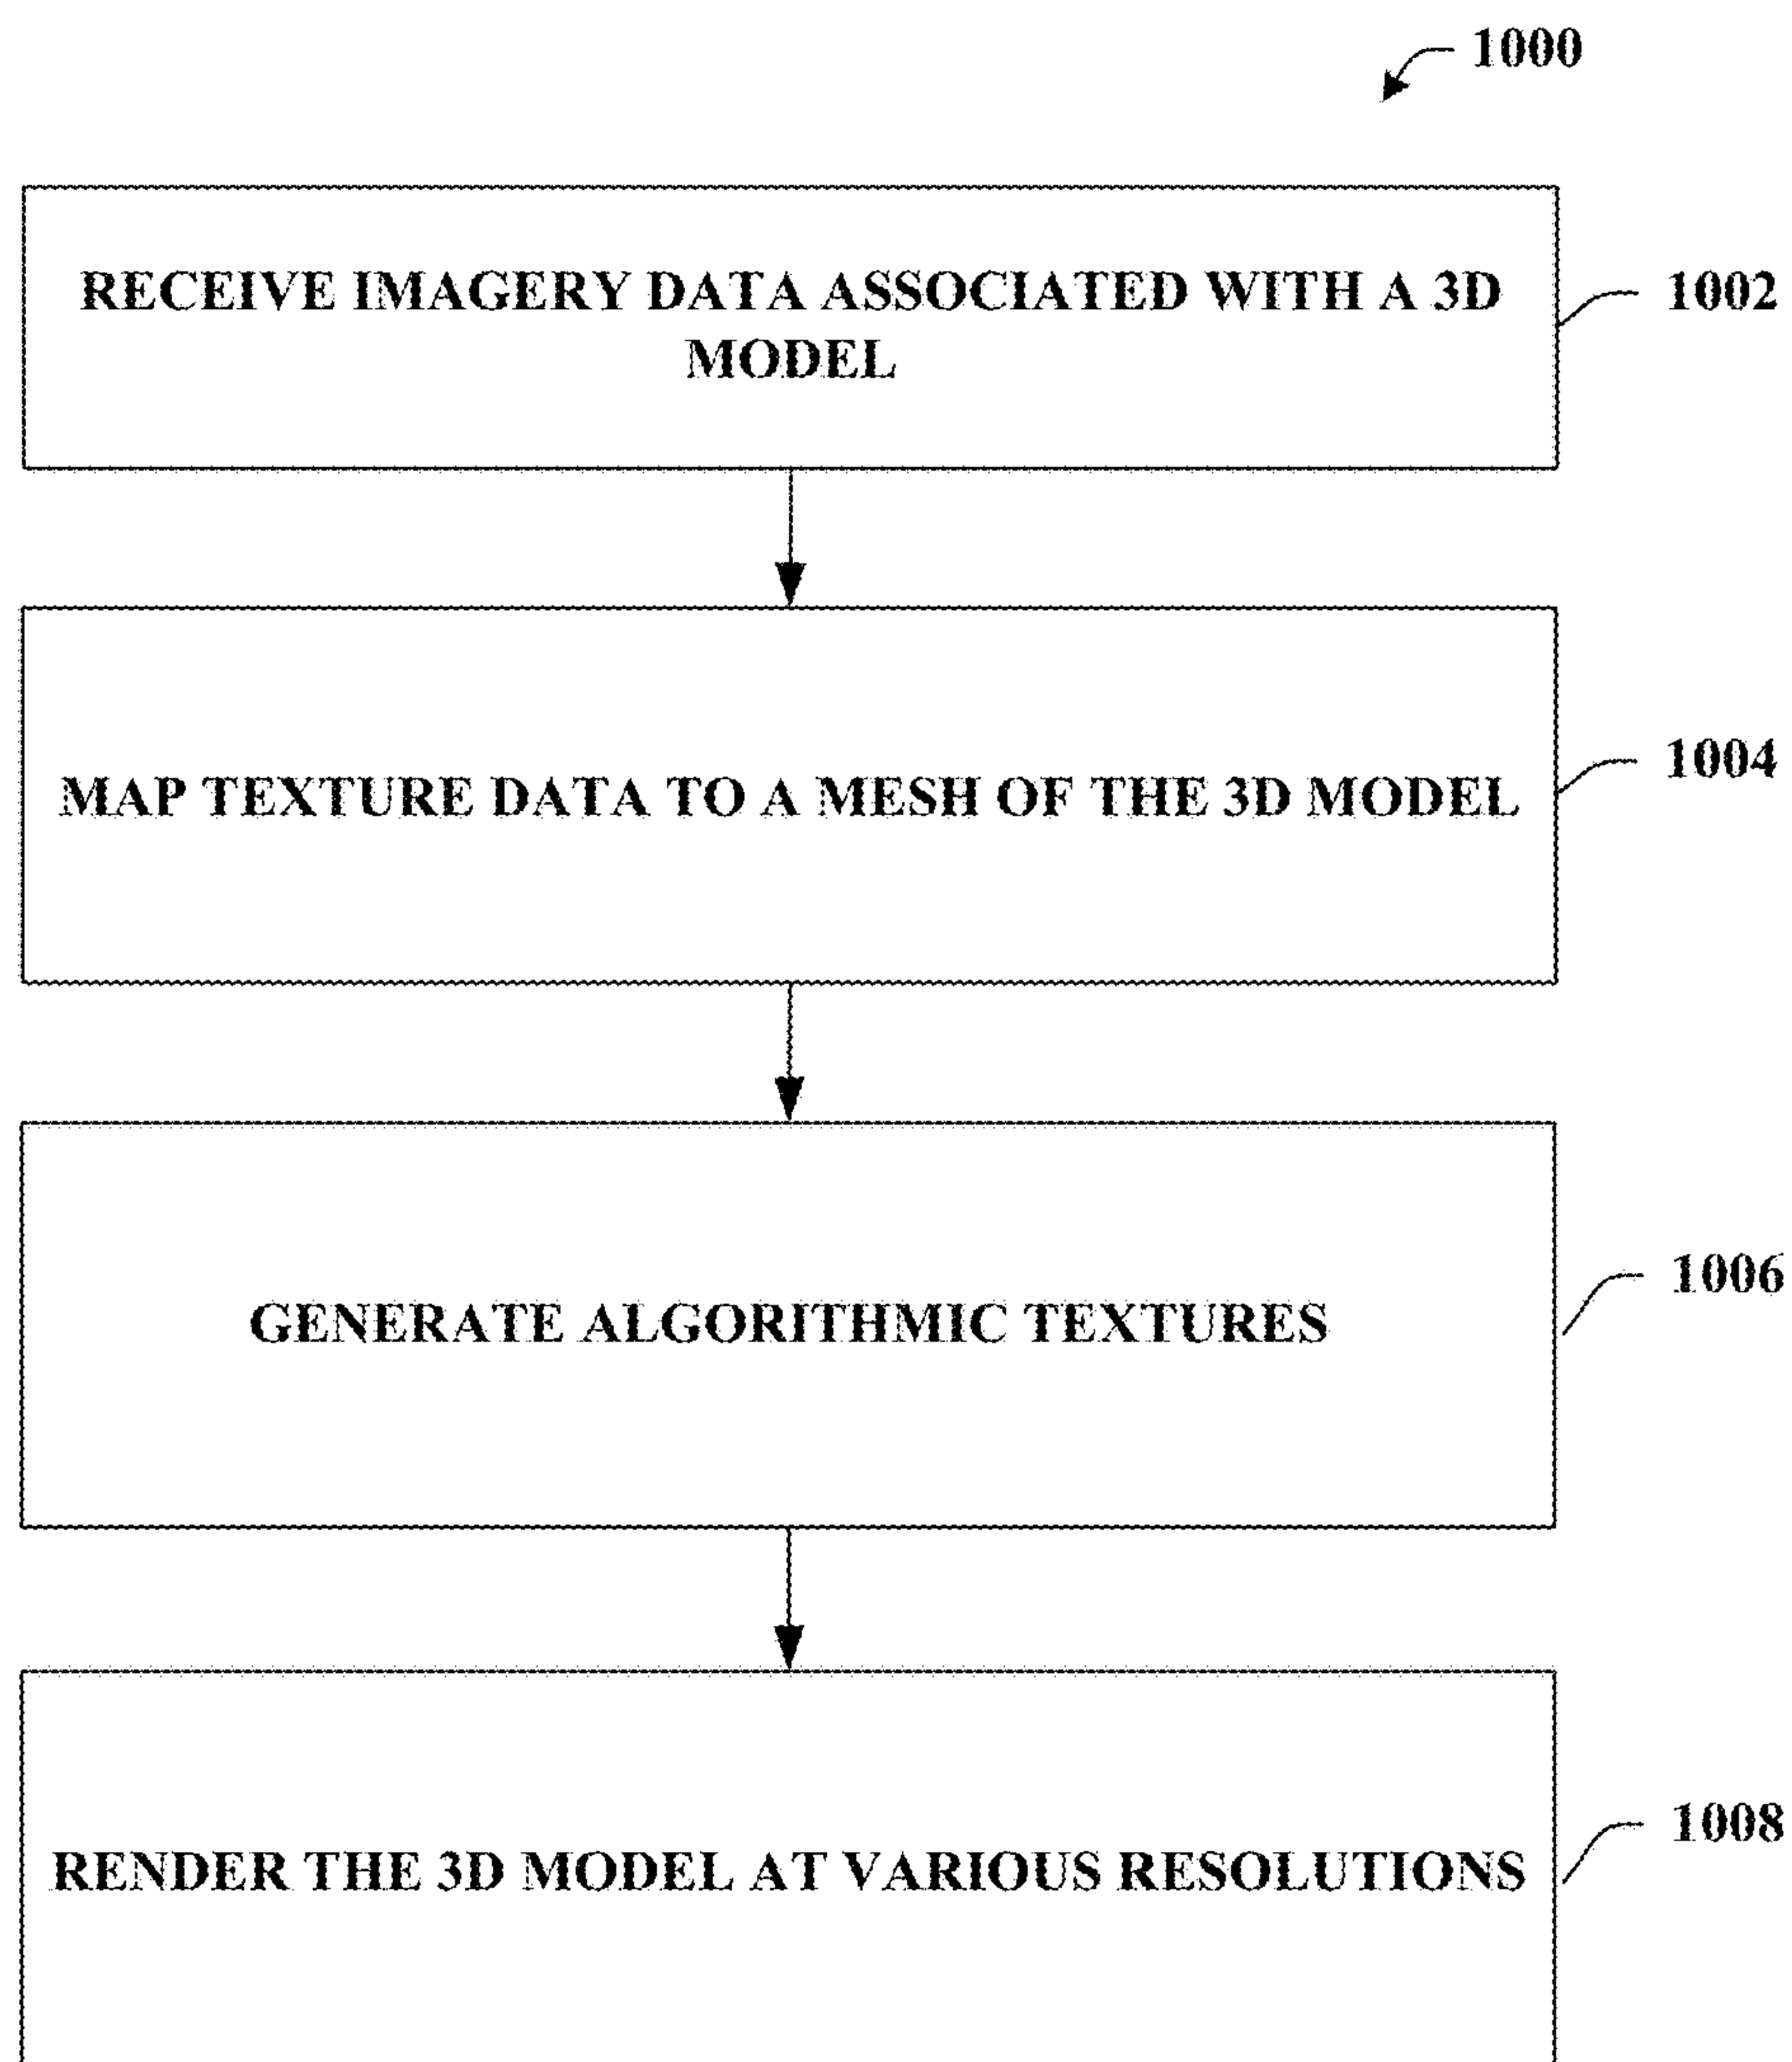 1000
RECEIVE IMAGERY DATA ASSOCIATED WITH A 3D
MODEL
1002
MAP TEXTURE DATA TO A MESH OF THE 3D MODEL
1004
GENERATE ALGORITHMIC TEXTURES
1006
RENDER THE 3D MODEL AT VARIOUS RESOLUTIONS
1008